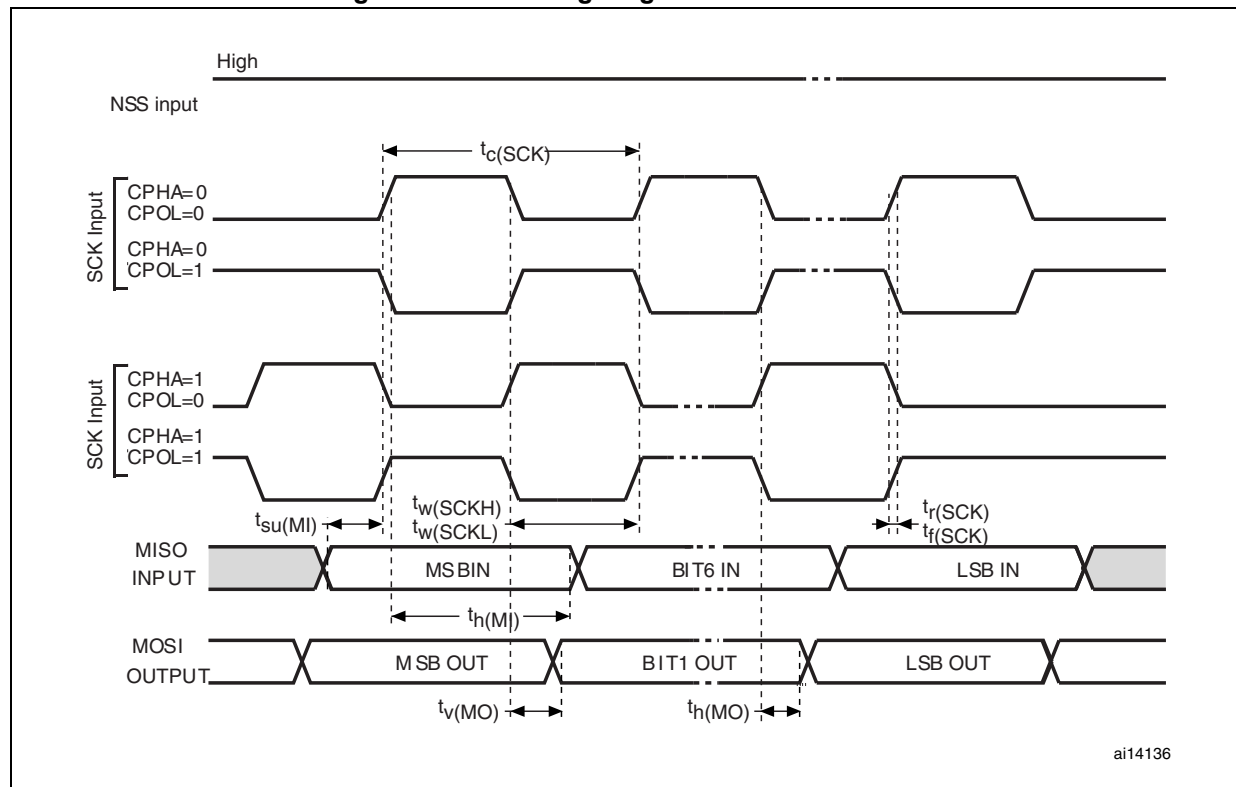 High
NSS input
tc(SCK)
SCK Input
CPHA=0
CPOL=0
CPHA=0
CPOL=1
SCK Input
CPHA=1
CPOL=0
CPHA=1
CPOL=1
tsu(MI)
tw(SCKH)
tw(SCKL)
tr(SCK)
tf(SCK)
MISO
INPUT
MSBIN
BIT6 IN
LSB IN
th(MI)
MOSI
OUTPUT
MSB OUT
BIT1 OUT
LSB OUT
tv(MO)
th(MO)
ai14136